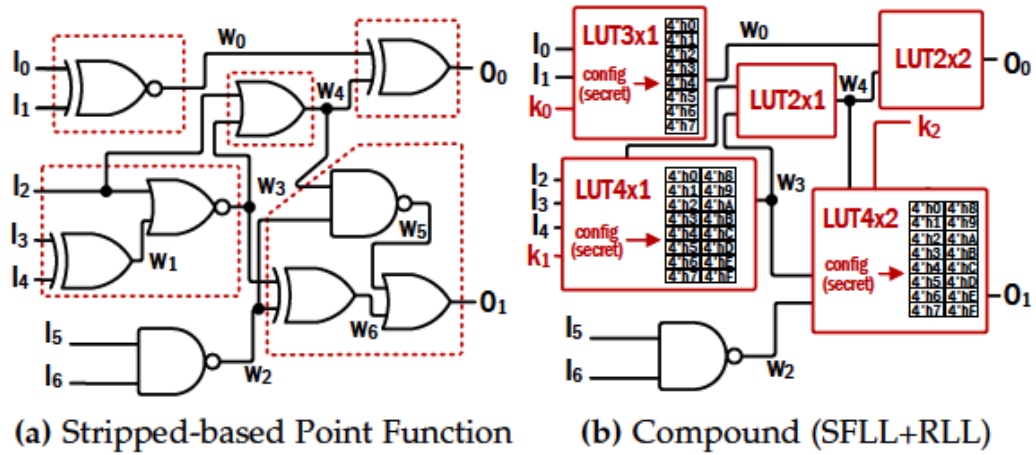 I0
I1
W0
O0
W4
I2
W3
I3
W5
I4
W1
W6
O1
I5
I6
W2
(a) Stripped-based Point Function
I0
I1
k0
LUT3x1
config
(secret)
4'h0
4'h1
4'h2
4'h3
4'h4
4'h5
4'h6
4'h7
W0
LUT2x2
O0
LUT2x1
W4
k2
I2
I3
I4
k1
LUT4x1
config
(secret)
4'h0 4'h8
4'h1 4'h9
4'h2 4'hA
4'h3 4'hB
4'h4 4'hC
4'h5 4'hD
4'h6 4'hE
4'h7 4'hF
W3
LUT4x2
config
(secret)
4'h0 4'h8
4'h1 4'h9
4'h2 4'hA
4'h3 4'hB
4'h4 4'hC
4'h5 4'hD
4'h6 4'hE
4'h7 4'hF
O1
I5
I6
W2
(b) Compound (SFLL+RLL)